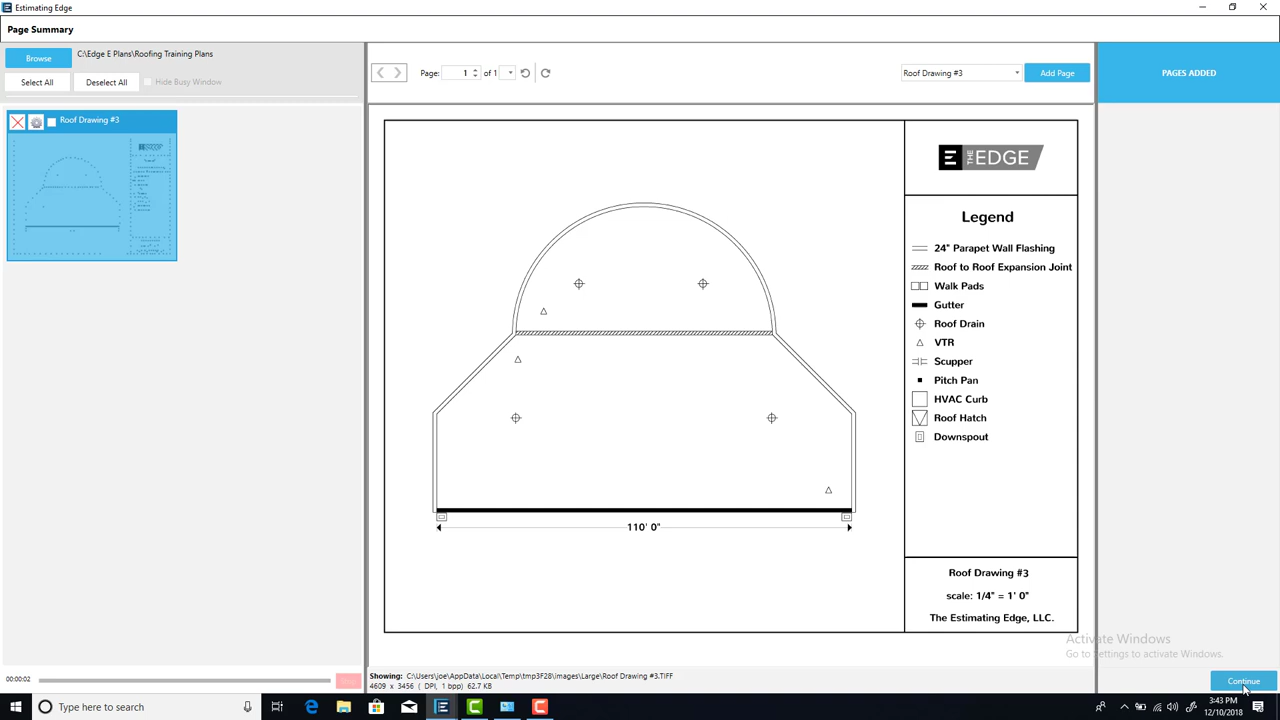 Estimating Edge
Page Summary
Browse
C:\Edge E Plans\Roofing Training Plans
Select All
Deselect All
Hide Busy Window
Page:
1
of 1
Roof Drawing #3
Add Page
PAGES ADDED
Roof Drawing #3
E THE EDGE
Legend
24" Parapet Wall Flashing
Roof to Roof Expansion Joint
Walk Pads
Gutter
Roof Drain
VTR
Scupper
Pitch Pan
HVAC Curb
Roof Hatch
Downspout
110' 0"
Roof Drawing #3
scale: 1/4" = 1' 0"
The Estimating Edge, LLC.
Activate Windows
Go to Settings to activate Windows.
00:00:02
Stop
Showing: C:\Users\joe\AppData\Local\Temp\tmp3F28\images\Large\Roof Drawing #3.TIFF
4609 x 3456 ( DPI, 1 bpp) 62.7 KB
Continue
Type here to search
3:43 PM
12/10/2018